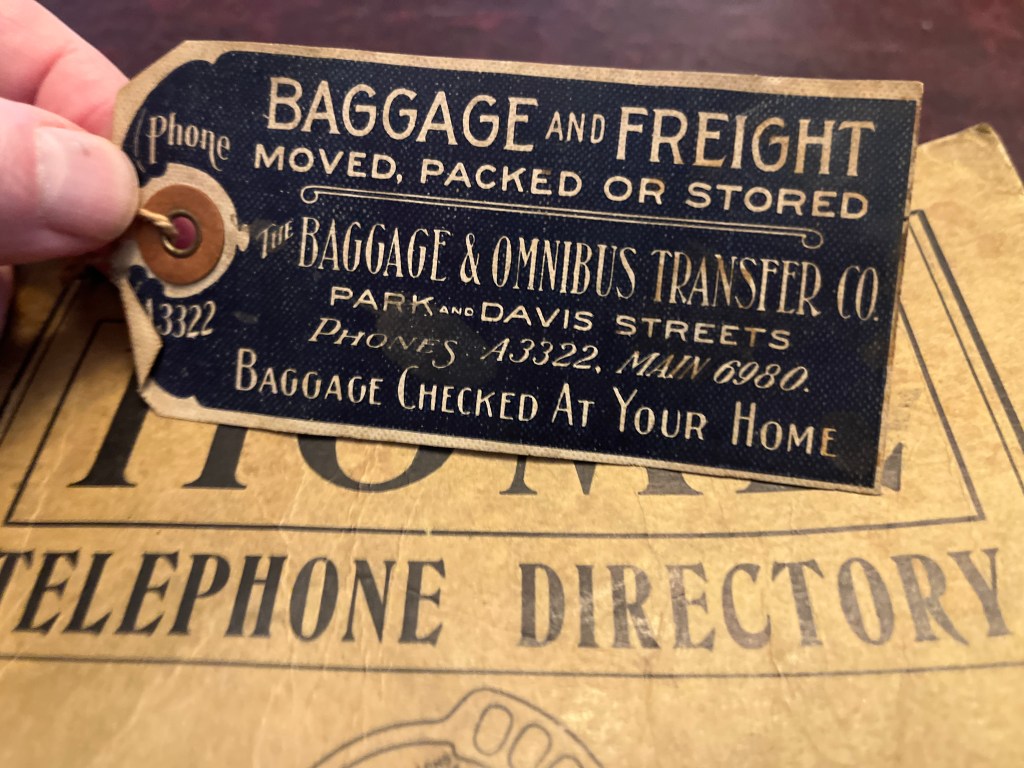 Phone
A3322
BAGGAGE AND FREIGHT
MOVED, PACKED OR STORED
THE BAGGAGE & OMNIBUS TRANSFER CO.
PARK AND DAVIS STREETS
PHONES A3322, MAIN 6980.
BAGGAGE CHECKED AT YOUR HOME
HOME
TELEPHONE DIRECTORY